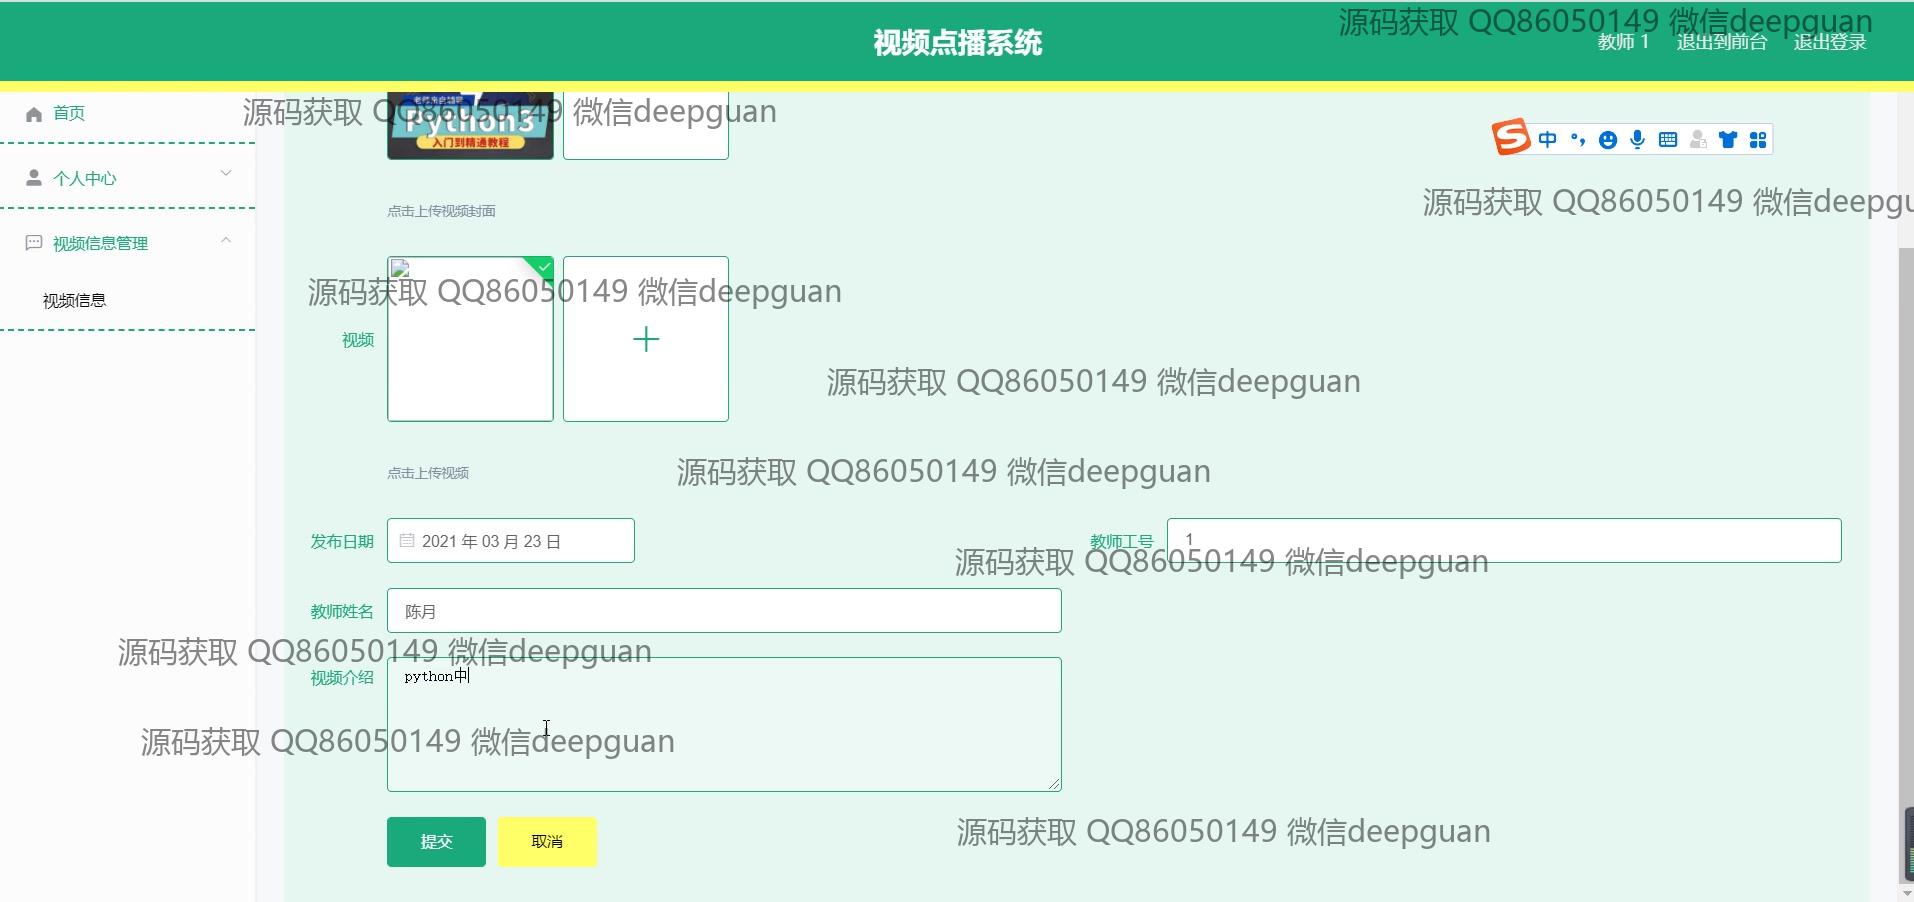 视频点播系统
源码获取 QQ86050149 微信deepguan
教师 1 退出到前台 退出登录
首页
源码获取 QQ86050149 微信deepguan
Python3
入门到精通教程
中
个人中心
源码获取 QQ86050149 微信deepgu
点击上传视频封面
视频信息管理
源码获取 QQ86050149 微信deepguan
视频信息
视频
源码获取 QQ86050149 微信deepguan
点击上传视频
源码获取 QQ86050149 微信deepguan
发布日期 2021 年 03 月 23 日 教师工号 1
源码获取 QQ86050149 微信deepguan
教师姓名 陈月
源码获取 QQ86050149 微信deepguan
视频介绍 python中
源码获取 QQ86050149 微信deepguan
源码获取 QQ86050149 微信deepguan
提交 取消